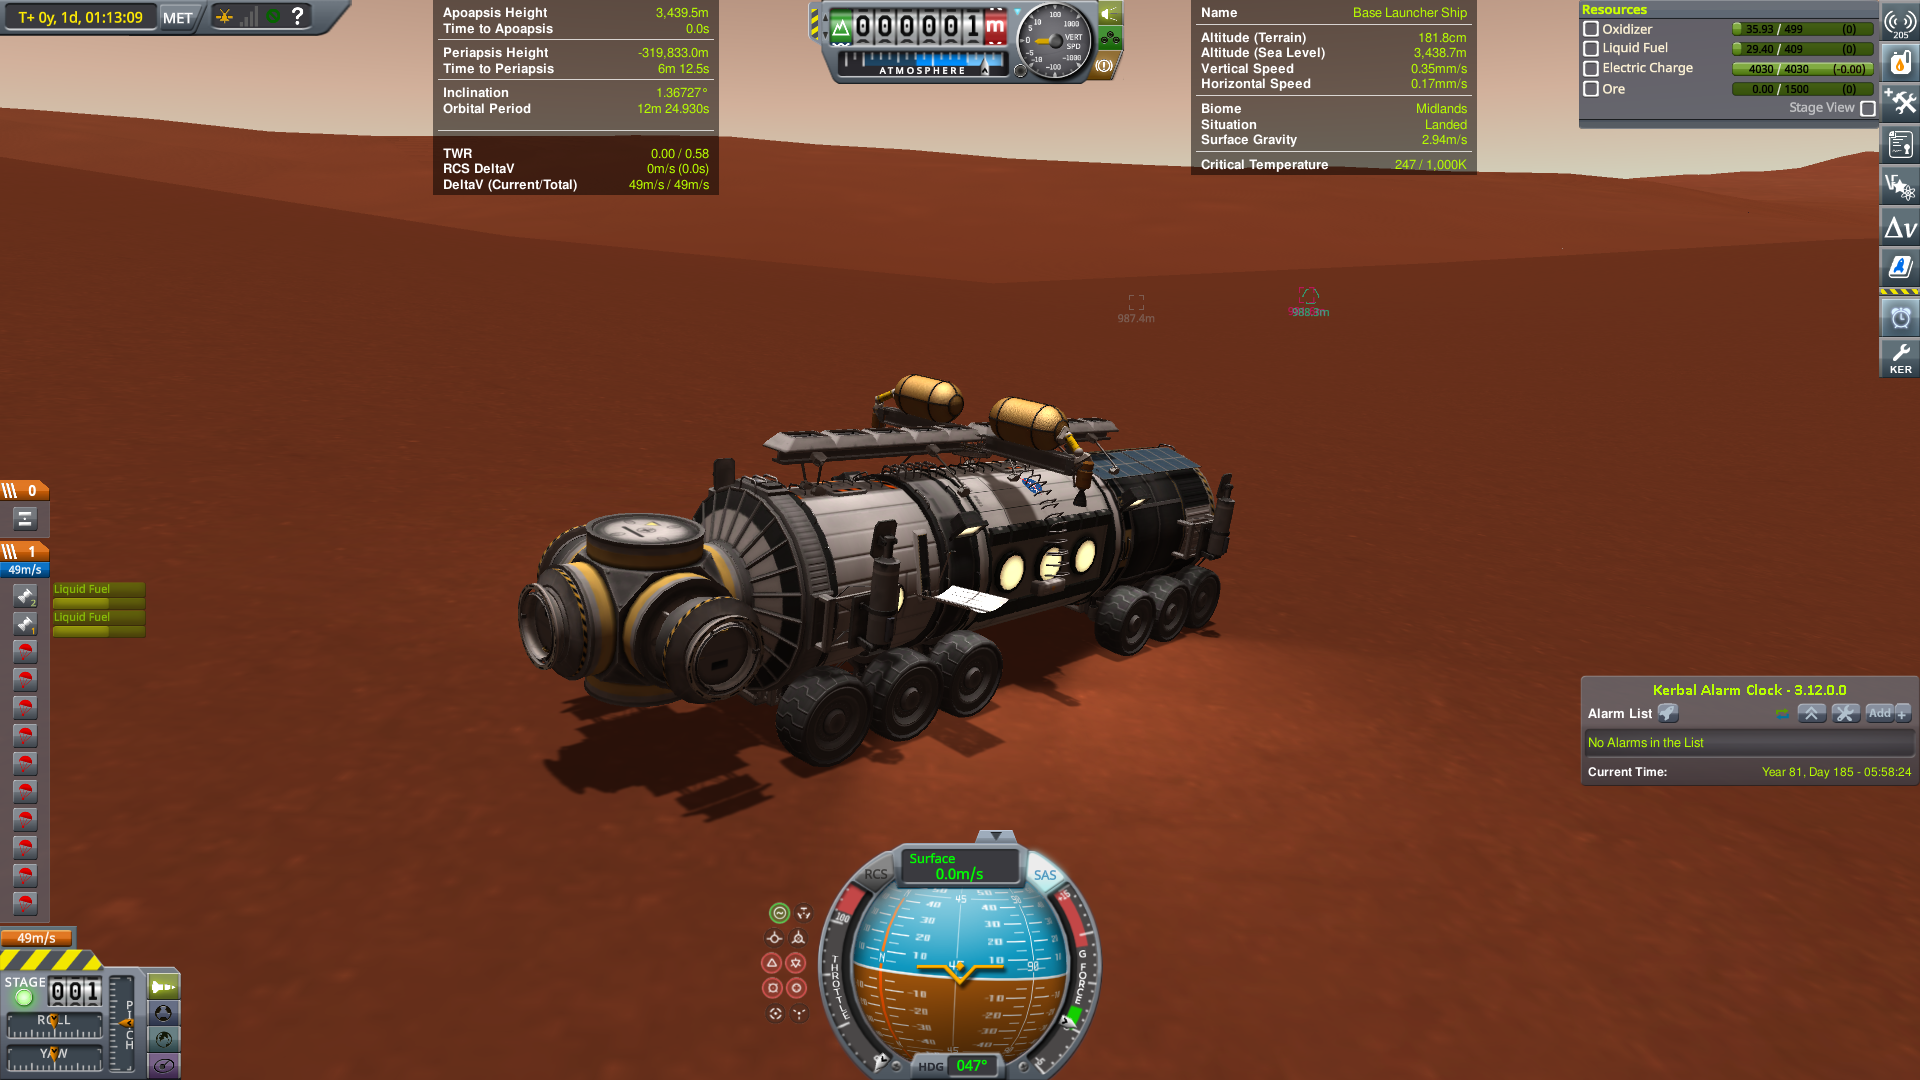 T+ 0y, 1d, 01:13:09
MET
?
Apoapsis Height 3,439.5m
Time to Apoapsis 0.0s
Periapsis Height -319,833.0m
Time to Periapsis 6m 12.5s
Inclination 1.36727°
Orbital Period 12m 24.930s
TWR 0.00 / 0.58
RCS DeltaV 0m/s (0.0s)
DeltaV (Current/Total) 49m/s / 49m/s
000001 m
ATMOSPHERE
VERT
SPD
Name Base Launcher Ship
Altitude (Terrain) 181.8cm
Altitude (Sea Level) 3,438.7m
Vertical Speed 0.35mm/s
Horizontal Speed 0.17mm/s
Biome Midlands
Situation Landed
Surface Gravity 2.94m/s
Critical Temperature 247 / 1,000K
Resources
Oxidizer 35.93 / 499 (0)
Liquid Fuel 29.40 / 409 (0)
Electric Charge 4030 / 4030 (-0.00)
Ore 0.00 / 1500 (0)
Stage View
205
Δv
KER
987.4m
988.3m
0
1
49m/s
2
Liquid Fuel
1
Liquid Fuel
Kerbal Alarm Clock - 3.12.0.0
Alarm List
Add +
No Alarms in the List
Current Time: Year 81, Day 185 - 05:58:24
49m/s
STAGE
001
ROLL
YAW
PITCH
Surface
0.0m/s
RCS
SAS
THROTTLE
G FORCE
HDG 047°